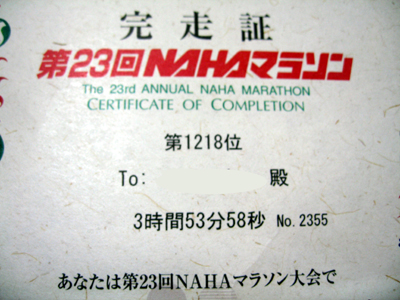 完走証
第23回NAHAマラソン
The 23rd ANNUAL NAHA MARATHON
CERTIFICATE OF COMPLETION
第1218位
To: 殿
3時間53分58秒 No.2355
あなたは第23回NAHAマラソン大会で